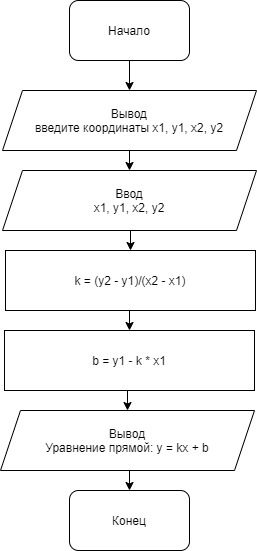 Начало
Вывод
введите координаты x1, y1, x2, y2
Ввод
x1, y1, x2, y2
k = (y2 - y1)/(x2 - x1)
b = y1 - k * x1
Вывод
Уравнение прямой: y = kx + b
Конец